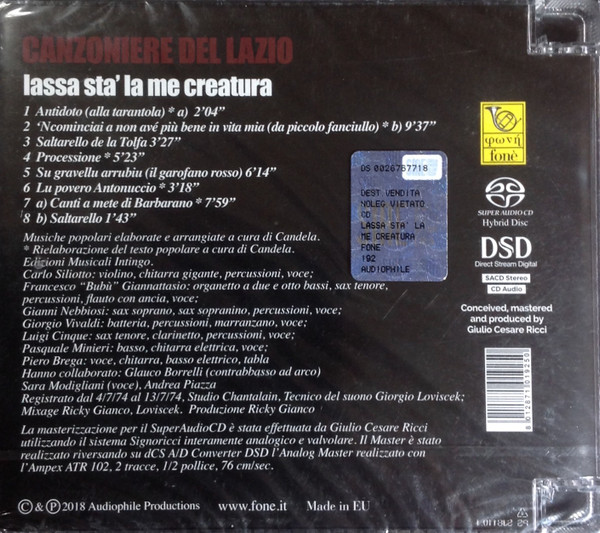 CANZONIERE DEL LAZIO
lassa sta' la me creatura
1 Antidoto (alla tarantola) * a) 2'04"
2 'Ncominciai a non avé più bene in vita mia (da piccolo fanciullo) * b) 9'37"
3 Saltarello de la Tolfa 3'27"
4 Processione * 5'23"
5 Su gravellu arrubiu (il garofano rosso) 6'14"
6 Lu povero Antonuccio * 3'18"
7 a) Canti a mete di Barbarano * 7'59"
8 b) Saltarello 1'43"
Musiche popolari elaborate e arrangiate a cura di Candela.
* Rielaborazione del testo popolare a cura di Candela.
Edizioni Musicali Intingo.
Carlo Siliotto: violino, chitarra gigante, percussioni, voce;
Francesco "Bubù" Giannattasio: organetto a due e otto bassi, sax tenore,
percussioni, flauto con ancia, voce;
Gianni Nebbiosi: sax soprano, sax sopranino, percussioni, voce;
Giorgio Vivaldi: batteria, percussioni, marranzano, voce;
Luigi Cinque: sax tenore, clarinetto, percussioni, voce;
Pasquale Minieri: basso, chitarra elettrica, voce;
Piero Brega: voce, chitarra, basso elettrico, tabla
Hanno collaborato: Glauco Borrelli (contrabbasso ad arco)
Sara Modigliani (voce), Andrea Piazza
Registrato dal 4/7/74 al 13/7/74, Studio Chantalain, Tecnico del suono Giorgio Loviscek;
Mixage Ricky Gianco, Loviscek. Produzione Ricky Gianco
La masterizzazione per il SuperAudioCD è stata effettuata da Giulio Cesare Ricci
utilizzando il sistema Signoricci interamente analogico e valvolare. Il Master è stato
realizzato riversando su dCS A/D Converter DSD l'Analog Master realizzato con
l'Ampex ATR 102, 2 tracce, 1/2 pollice, 76 cm/sec.
© & ℗ 2018 Audiophile Productions www.fone.it Made in EU
DS 0026767718
DEST VENDITA
NOLEG VIETATO
CD
LASSA STA' LA
ME CREATURA
FONE
192
AUDIOPHILE
φωνή
fonè
SUPER AUDIO CD
Hybrid Disc
DSD
Direct Stream Digital
SACD Stereo
CD Audio
Conceived, mastered
and produced by
Giulio Cesare Ricci